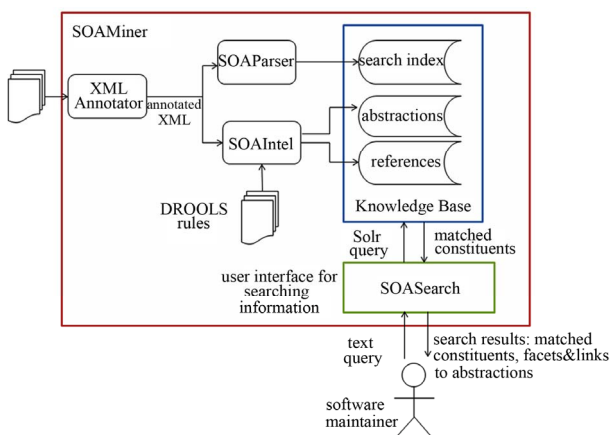 SOAMiner
XML
Annotator
annotated
XML
SOAParser
SOAIntel
DROOLS
rules
search index
abstractions
references
Knowledge Base
Solr
query
matched
constituents
user interface for
searching
information
SOASearch
text
query
search results: matched
constituents, facets&links
to abstractions
software
maintainer